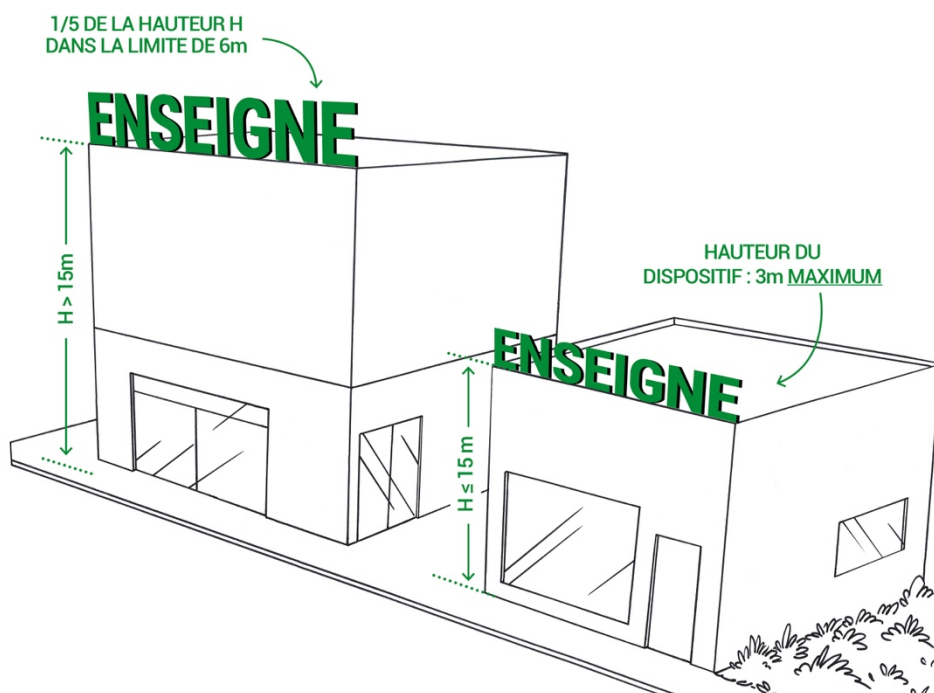 1/5 DE LA HAUTEUR H
DANS LA LIMITE DE 6m
ENSEIGNE
H > 15m
HAUTEUR DU
DISPOSITIF : 3m MAXIMUM
ENSEIGNE
H ≤ 15m